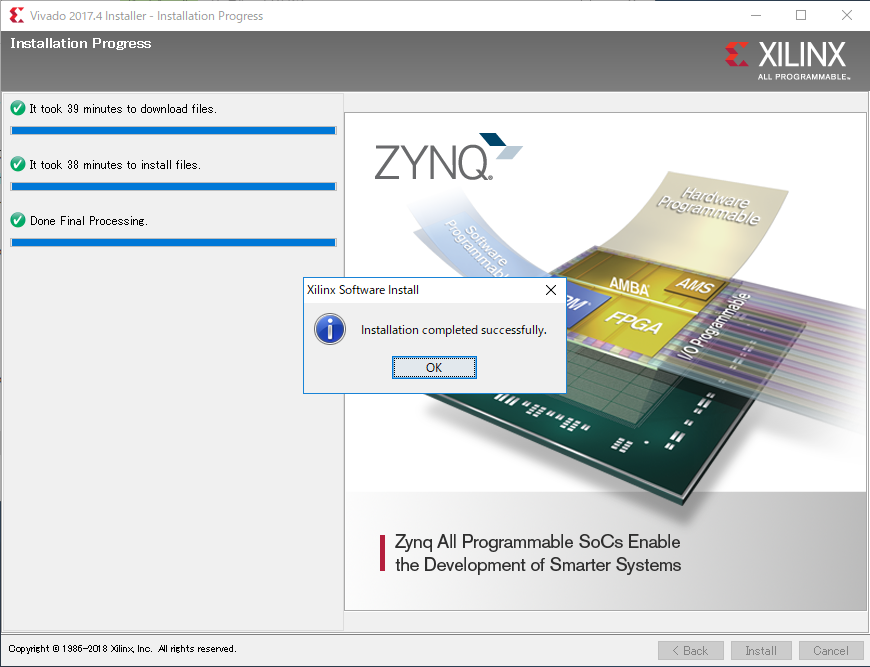 Vivado 2017.4 Installer - Installation Progress
Installation Progress
XILINX
ALL PROGRAMMABLE™
It took 39 minutes to download files.
It took 38 minutes to install files.
Done Final Processing.
ZYNQ®
Hardware
Programmable
Software
Programmabl
AMBA®
AMS
FPGA
I/O Programmable
Xilinx Software Install
Installation completed successfully.
OK
Zynq All Programmable SoCs Enable
the Development of Smarter Systems
Copyright © 1986-2018 Xilinx, Inc. All rights reserved.
< Back
Install
Cancel